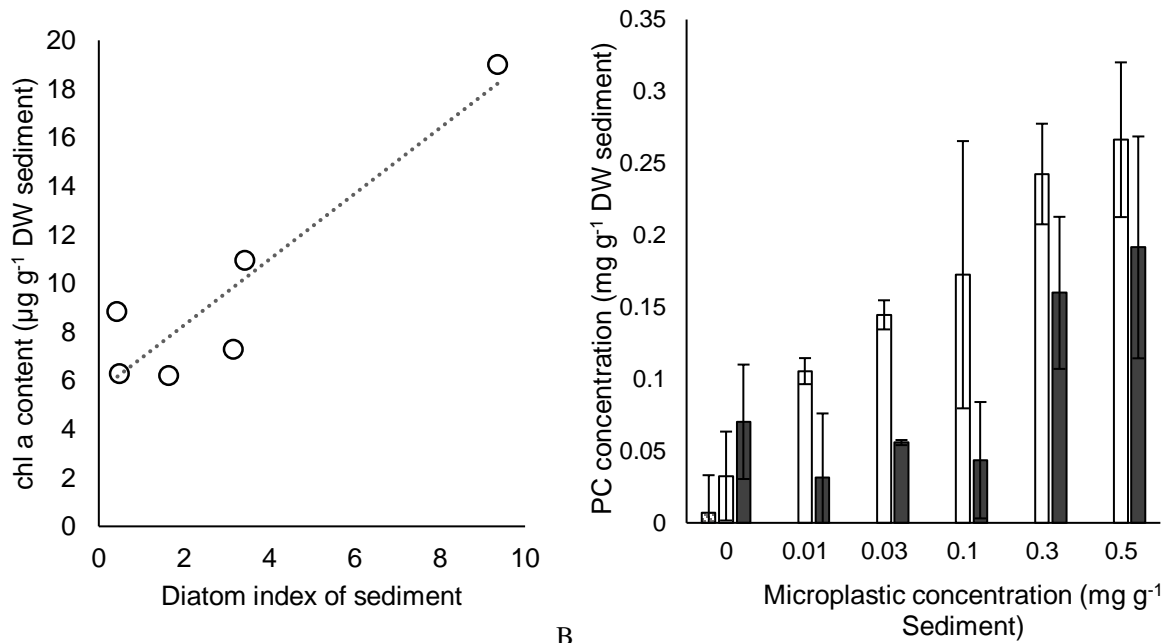 chl a content (µg g-1 DW sediment)
20
18
16
14
12
10
8
6
4
2
0
0 2 4 6 8 10
Diatom index of sediment
PC concentration (mg g-1 DW sediment)
0.35
0.3
0.25
0.2
0.15
0.1
0.05
0
0 0.01 0.03 0.1 0.3 0.5
Microplastic concentration (mg g-1
Sediment)
B